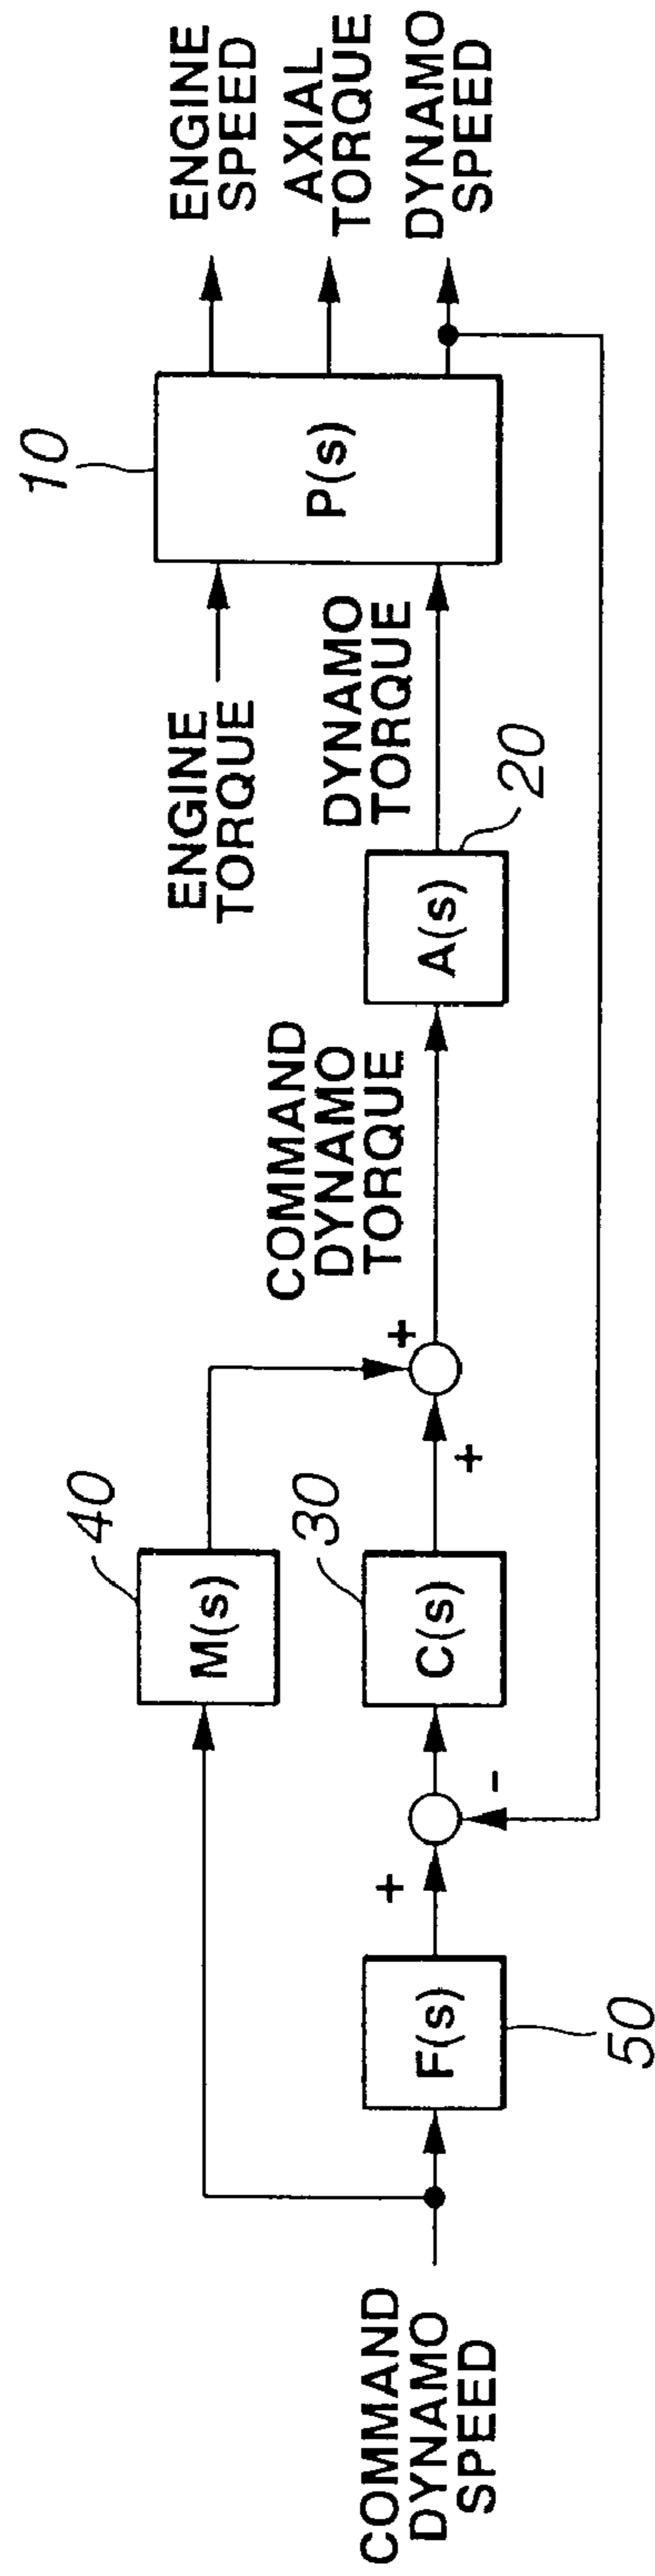 COMMAND
DYNAMO
SPEED
F(s)
50
+
-
M(s)
40
C(s)
30
+
+
COMMAND
DYNAMO
TORQUE
A(s)
20
ENGINE
TORQUE
DYNAMO
TORQUE
P(s)
10
ENGINE
SPEED
AXIAL
TORQUE
DYNAMO
SPEED